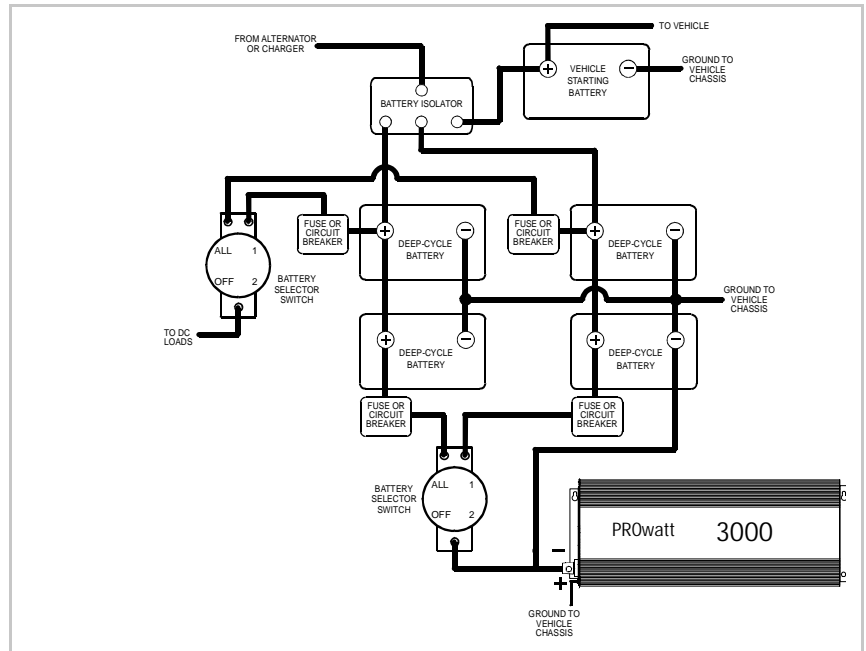 TO VEHICLE
FROM ALTERNATOR
OR CHARGER
GROUND TO
VEHICLE
CHASSIS
+
VEHICLE
STARTING
BATTERY
–
BATTERY ISOLATOR
FUSE OR
CIRCUIT
BREAKER
+
DEEP-CYCLE
BATTERY
–
FUSE OR
CIRCUIT
BREAKER
+
DEEP-CYCLE
BATTERY
–
ALL 1
OFF 2
BATTERY
SELECTOR
SWITCH
GROUND TO
VEHICLE
CHASSIS
TO DC
LOADS
+
DEEP-CYCLE
BATTERY
–
+
DEEP-CYCLE
BATTERY
–
FUSE OR
CIRCUIT
BREAKER
FUSE OR
CIRCUIT
BREAKER
BATTERY
SELECTOR
SWITCH
ALL 1
OFF 2
PROwatt 3000
–
+
GROUND TO
VEHICLE
CHASSIS